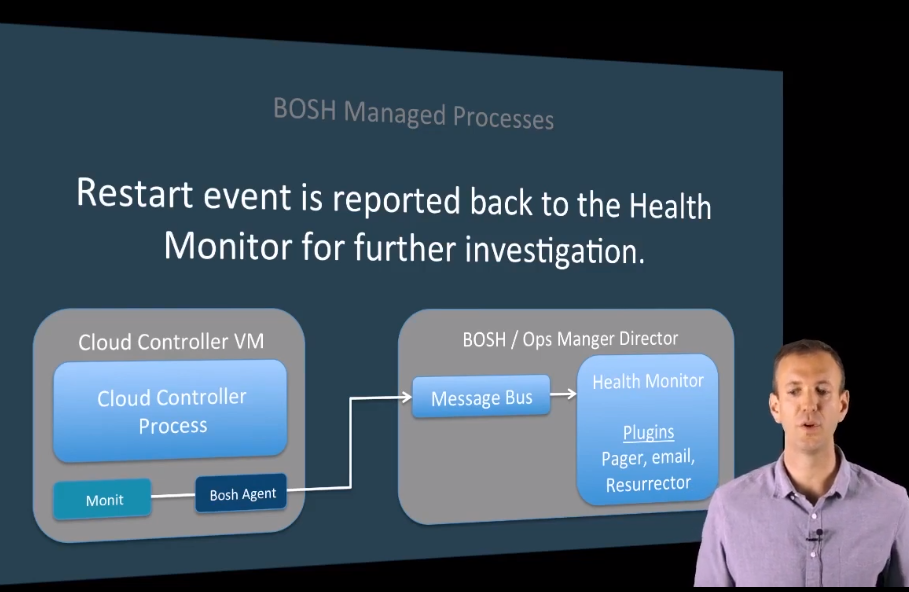 BOSH Managed Processes
Restart event is reported back to the Health
Monitor for further investigation.
Cloud Controller VM
Cloud Controller
Process
Monit
Bosh Agent
BOSH / Ops Manger Director
Message Bus
Health Monitor
Plugins
Pager, email,
Resurrector